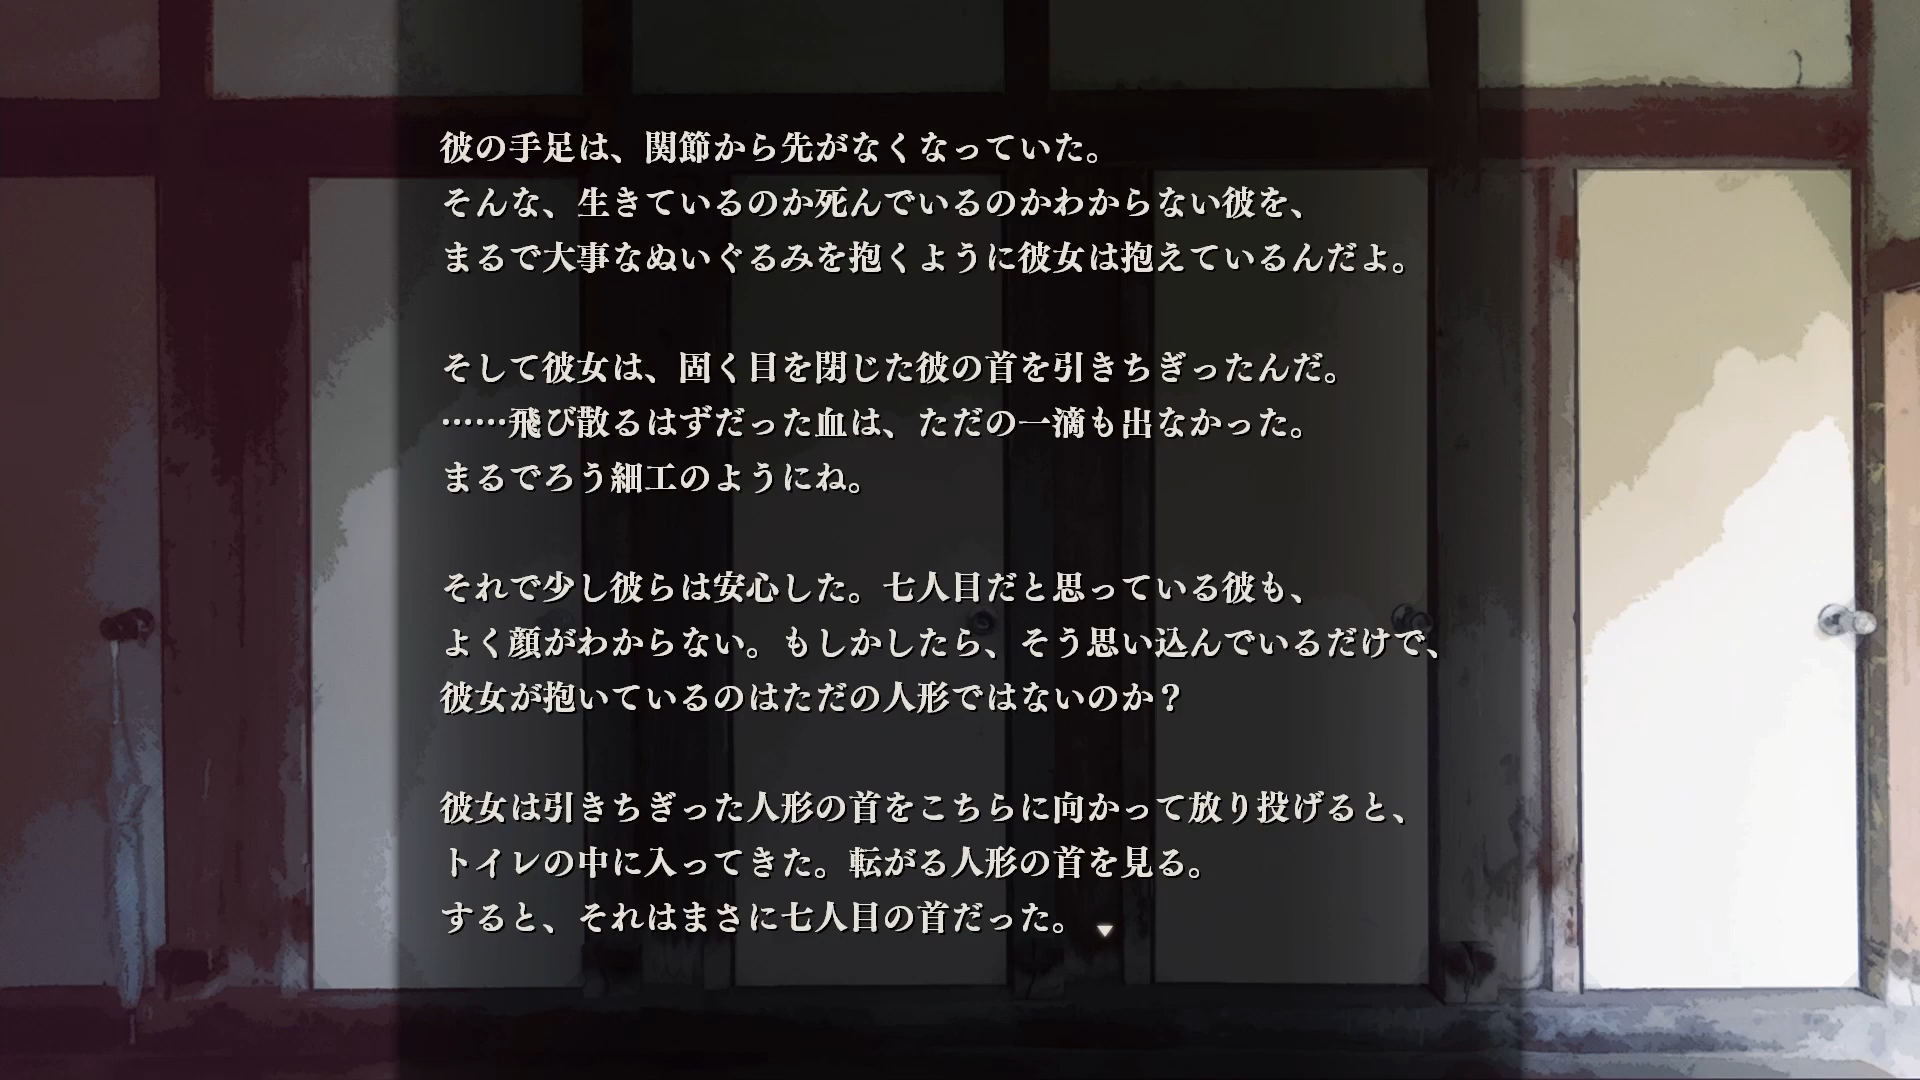 彼の手足は、関節から先がなくなっていた。
そんな、生きているのか死んでいるのかわからない彼を、
まるで大事なぬいぐるみを抱くように彼女は抱えているんだよ。
そして彼女は、固く目を閉じた彼の首を引きちぎったんだ。
……飛び散るはずだった血は、ただの一滴も出なかった。
まるでろう細工のようにね。
それで少し彼らは安心した。七人目だと思っている彼も、
よく顔がわからない。もしかしたら、そう思い込んでいるだけで、
彼女が抱いているのはただの人形ではないのか？
彼女は引きちぎった人形の首をこちらに向かって放り投げると、
トイレの中に入ってきた。転がる人形の首を見る。
すると、それはまさに七人目の首だった。